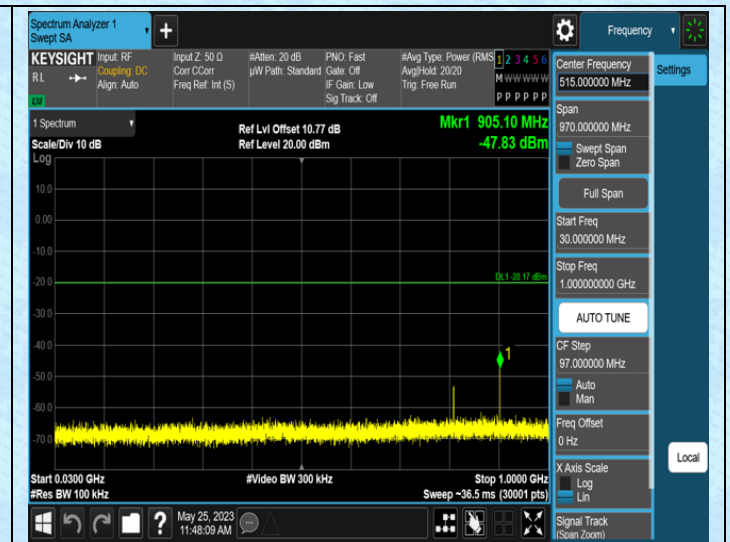 Spectrum Analyzer 1
Swept SA
+
Frequency
KEYSIGHT
RL
LXI
Input: RF
Coupling: DC
Align: Auto
Input Z: 50 Ω
Corr CCorr
Freq Ref: Int (S)
#Atten: 20 dB
µW Path: Standard
PNO: Fast
Gate: Off
IF Gain: Low
Sig Track: Off
#Avg Type: Power (RMS
Avg|Hold: 20/20
Trig: Free Run
1 2 3 4 5 6
M W W W W W
P P P P P P
Center Frequency
515.000000 MHz
Settings
Span
970.000000 MHz
Swept Span
Zero Span
Full Span
Start Freq
30.000000 MHz
Stop Freq
1.000000000 GHz
AUTO TUNE
CF Step
97.000000 MHz
Auto
Man
Freq Offset
0 Hz
X Axis Scale
Log
Lin
Signal Track
(Span Zoom)
Local
1 Spectrum
Scale/Div 10 dB
Log
Ref Lvl Offset 10.77 dB
Ref Level 20.00 dBm
Mkr1 905.10 MHz
-47.83 dBm
10.0
0.00
-10.0
-20.0
DL1 -20.17 dBm
-30.0
-40.0
1
-50.0
-60.0
-70.0
Start 0.0300 GHz
#Res BW 100 kHz
#Video BW 300 kHz
Stop 1.0000 GHz
Sweep ~36.5 ms (30001 pts)
?
May 25, 2023
11:48:09 AM